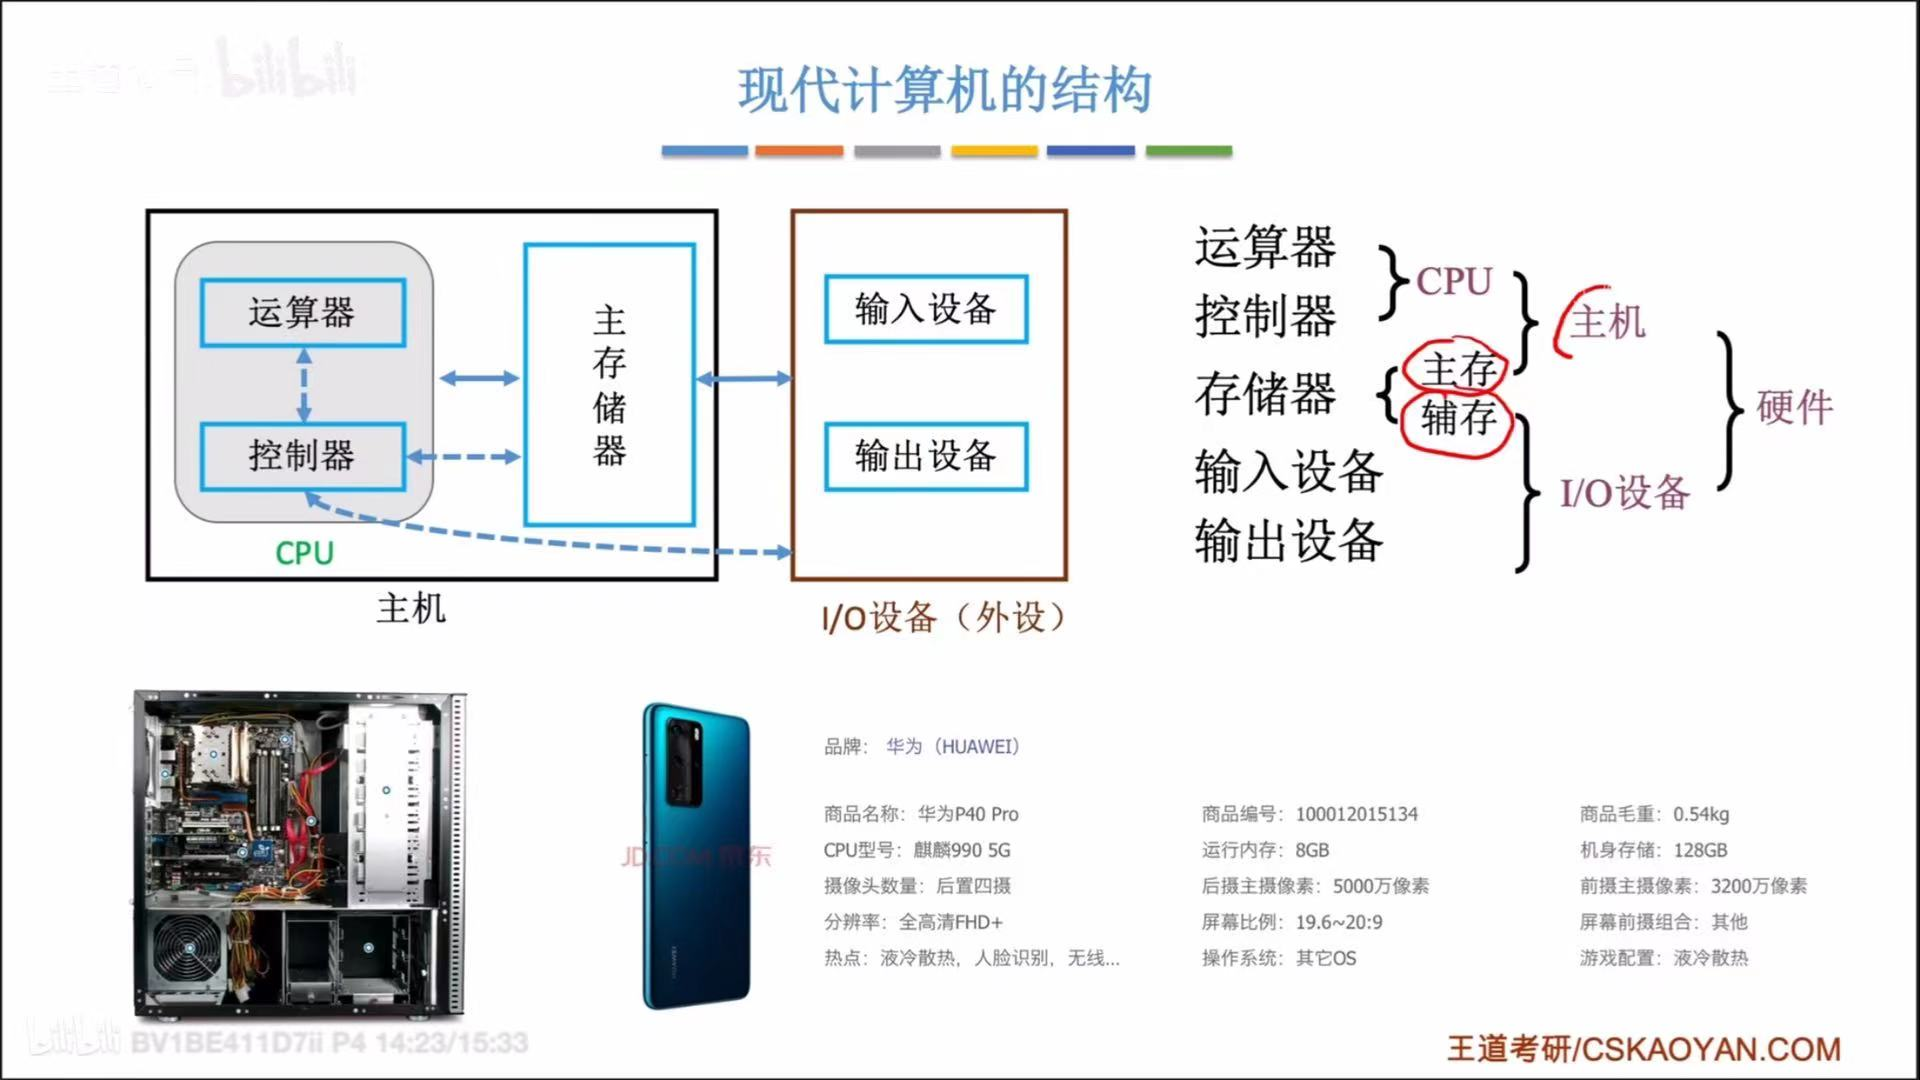 bilibili
现代计算机的结构
运算器
控制器
CPU
主存储器
主机
输入设备
输出设备
I/O设备（外设）
运算器
控制器
CPU
存储器
主存
辅存
主机
输入设备
输出设备
I/O设备
硬件
JD.COM 京东
HUAWEI
品牌： 华为（HUAWEI）
商品名称：华为P40 Pro 商品编号：100012015134 商品毛重：0.54kg
CPU型号：麒麟990 5G 运行内存：8GB 机身存储：128GB
摄像头数量：后置四摄 后摄主摄像素：5000万像素 前摄主摄像素：3200万像素
分辨率：全高清FHD+ 屏幕比例：19.6~20:9 屏幕前摄组合：其他
热点：液冷散热，人脸识别，无线... 操作系统：其它OS 游戏配置：液冷散热
bilibili BV1BE411D7ii P4 14:23/15:33
王道考研/CSKAOYAN.COM